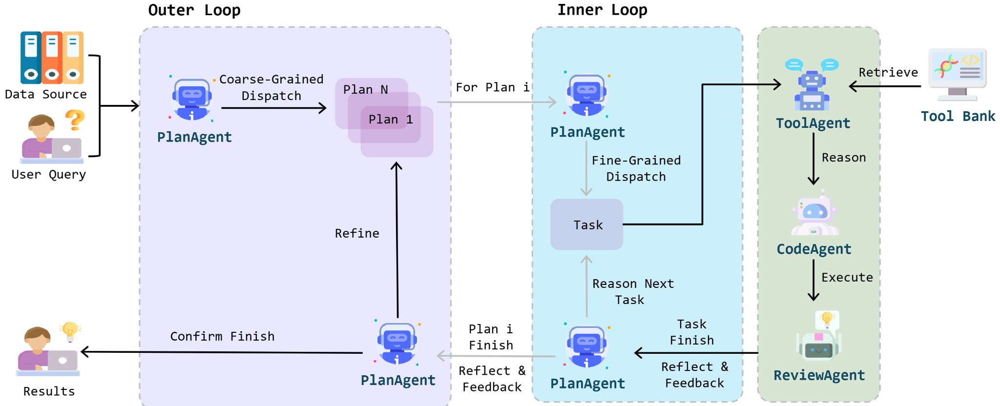 Outer Loop
Inner Loop
Data Source
User Query
PlanAgent
Coarse-Grained
Dispatch
Plan N
Plan 1
For Plan i
PlanAgent
Fine-Grained
Dispatch
Task
ToolAgent
Retrieve
Tool Bank
Reason
CodeAgent
Execute
ReviewAgent
Task
Finish
Reflect &
Feedback
Reason Next
Task
PlanAgent
Plan i
Finish
Reflect &
Feedback
Refine
PlanAgent
Confirm Finish
Results